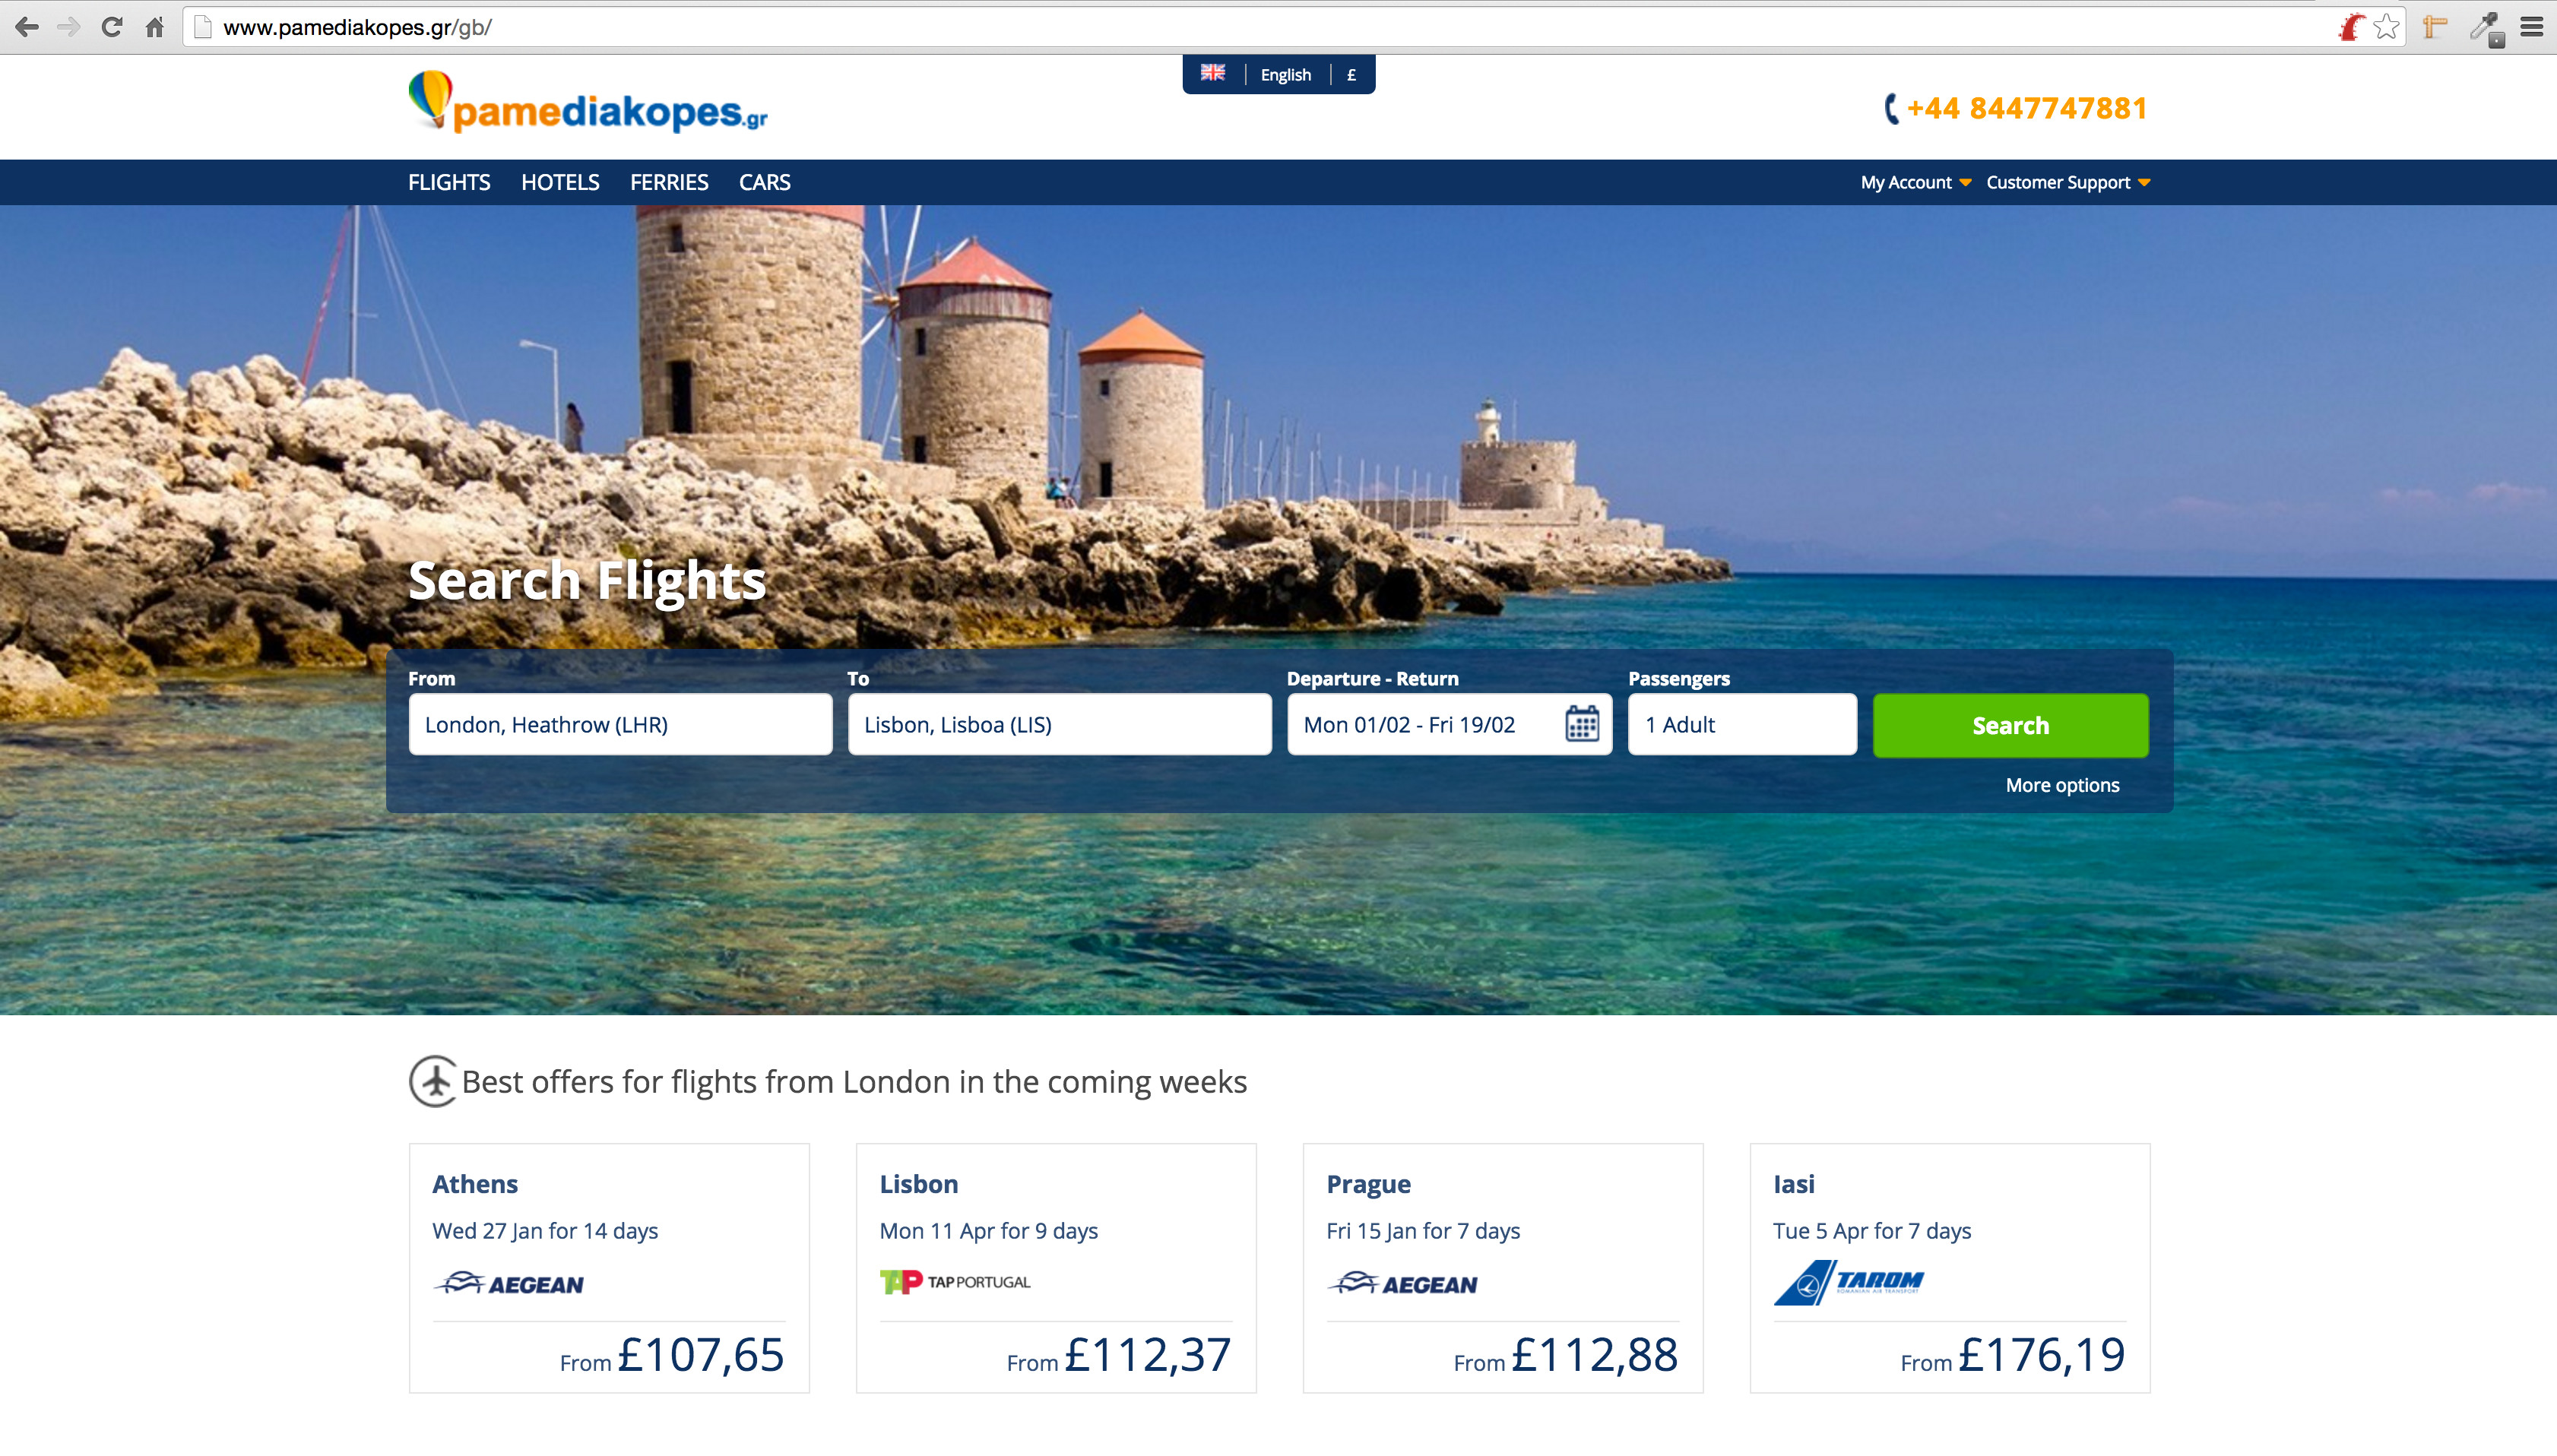 www.pamediakopes.gr/gb/
English £
pamediakopes.gr
+44 8447747881
FLIGHTS HOTELS FERRIES CARS My Account Customer Support
Search Flights
From To Departure - Return Passengers
London, Heathrow (LHR) Lisbon, Lisboa (LIS) Mon 01/02 - Fri 19/02 1 Adult Search
More options
Best offers for flights from London in the coming weeks
Athens
Wed 27 Jan for 14 days
AEGEAN
From £107,65
Lisbon
Mon 11 Apr for 9 days
TAP TAP PORTUGAL
From £112,37
Prague
Fri 15 Jan for 7 days
AEGEAN
From £112,88
Iasi
Tue 5 Apr for 7 days
TAROM
ROMANIAN AIR TRANSPORT
From £176,19